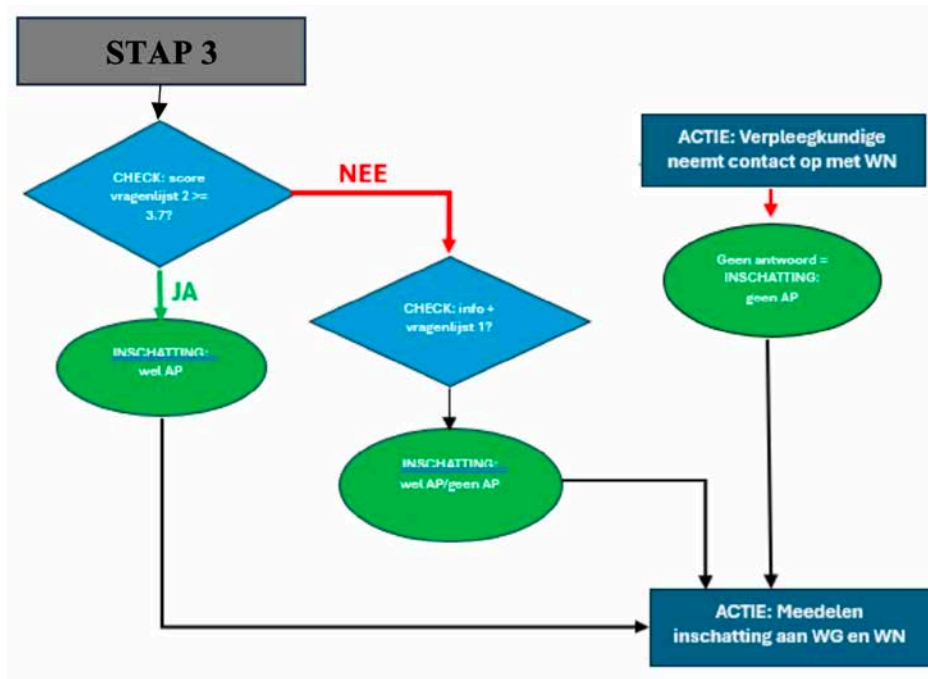 STAP 3
CHECK: score
vragenlijst 2 >=
3.7?
NEE
JA
INSCHATTING:
wel AP
CHECK: info +
vragenlijst 1?
INSCHATTING:
wel AP/geen AP
ACTIE: Verpleegkundige
neemt contact op met WN
Geen antwoord =
INSCHATTING:
geen AP
ACTIE: Meedelen
inschatting aan WG en WN